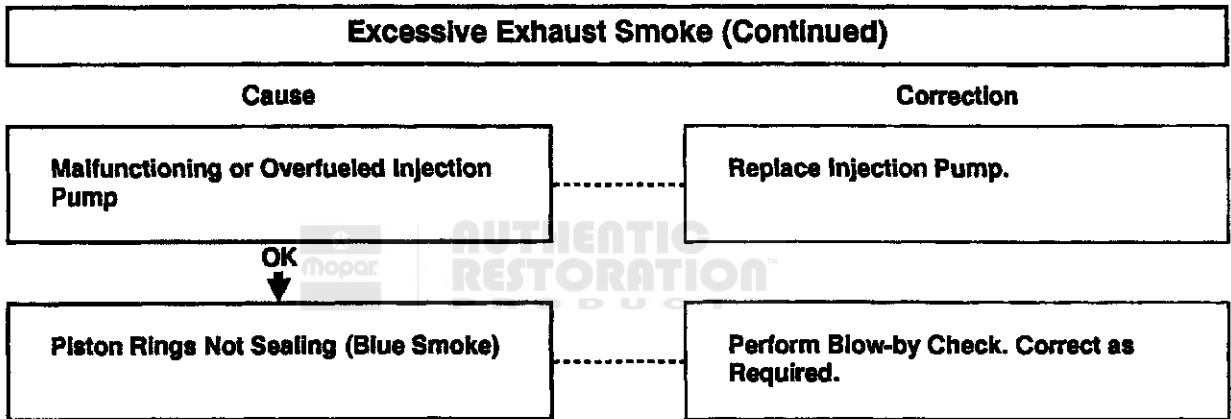 Excessive Exhaust Smoke (Continued)
Cause
Correction
Malfunctioning or Overfueled Injection
Pump
Replace Injection Pump.
OK
mopar
AUTHENTIC
RESTORATION™
PRODUCT
Piston Rings Not Sealing (Blue Smoke)
Perform Blow-by Check. Correct as
Required.